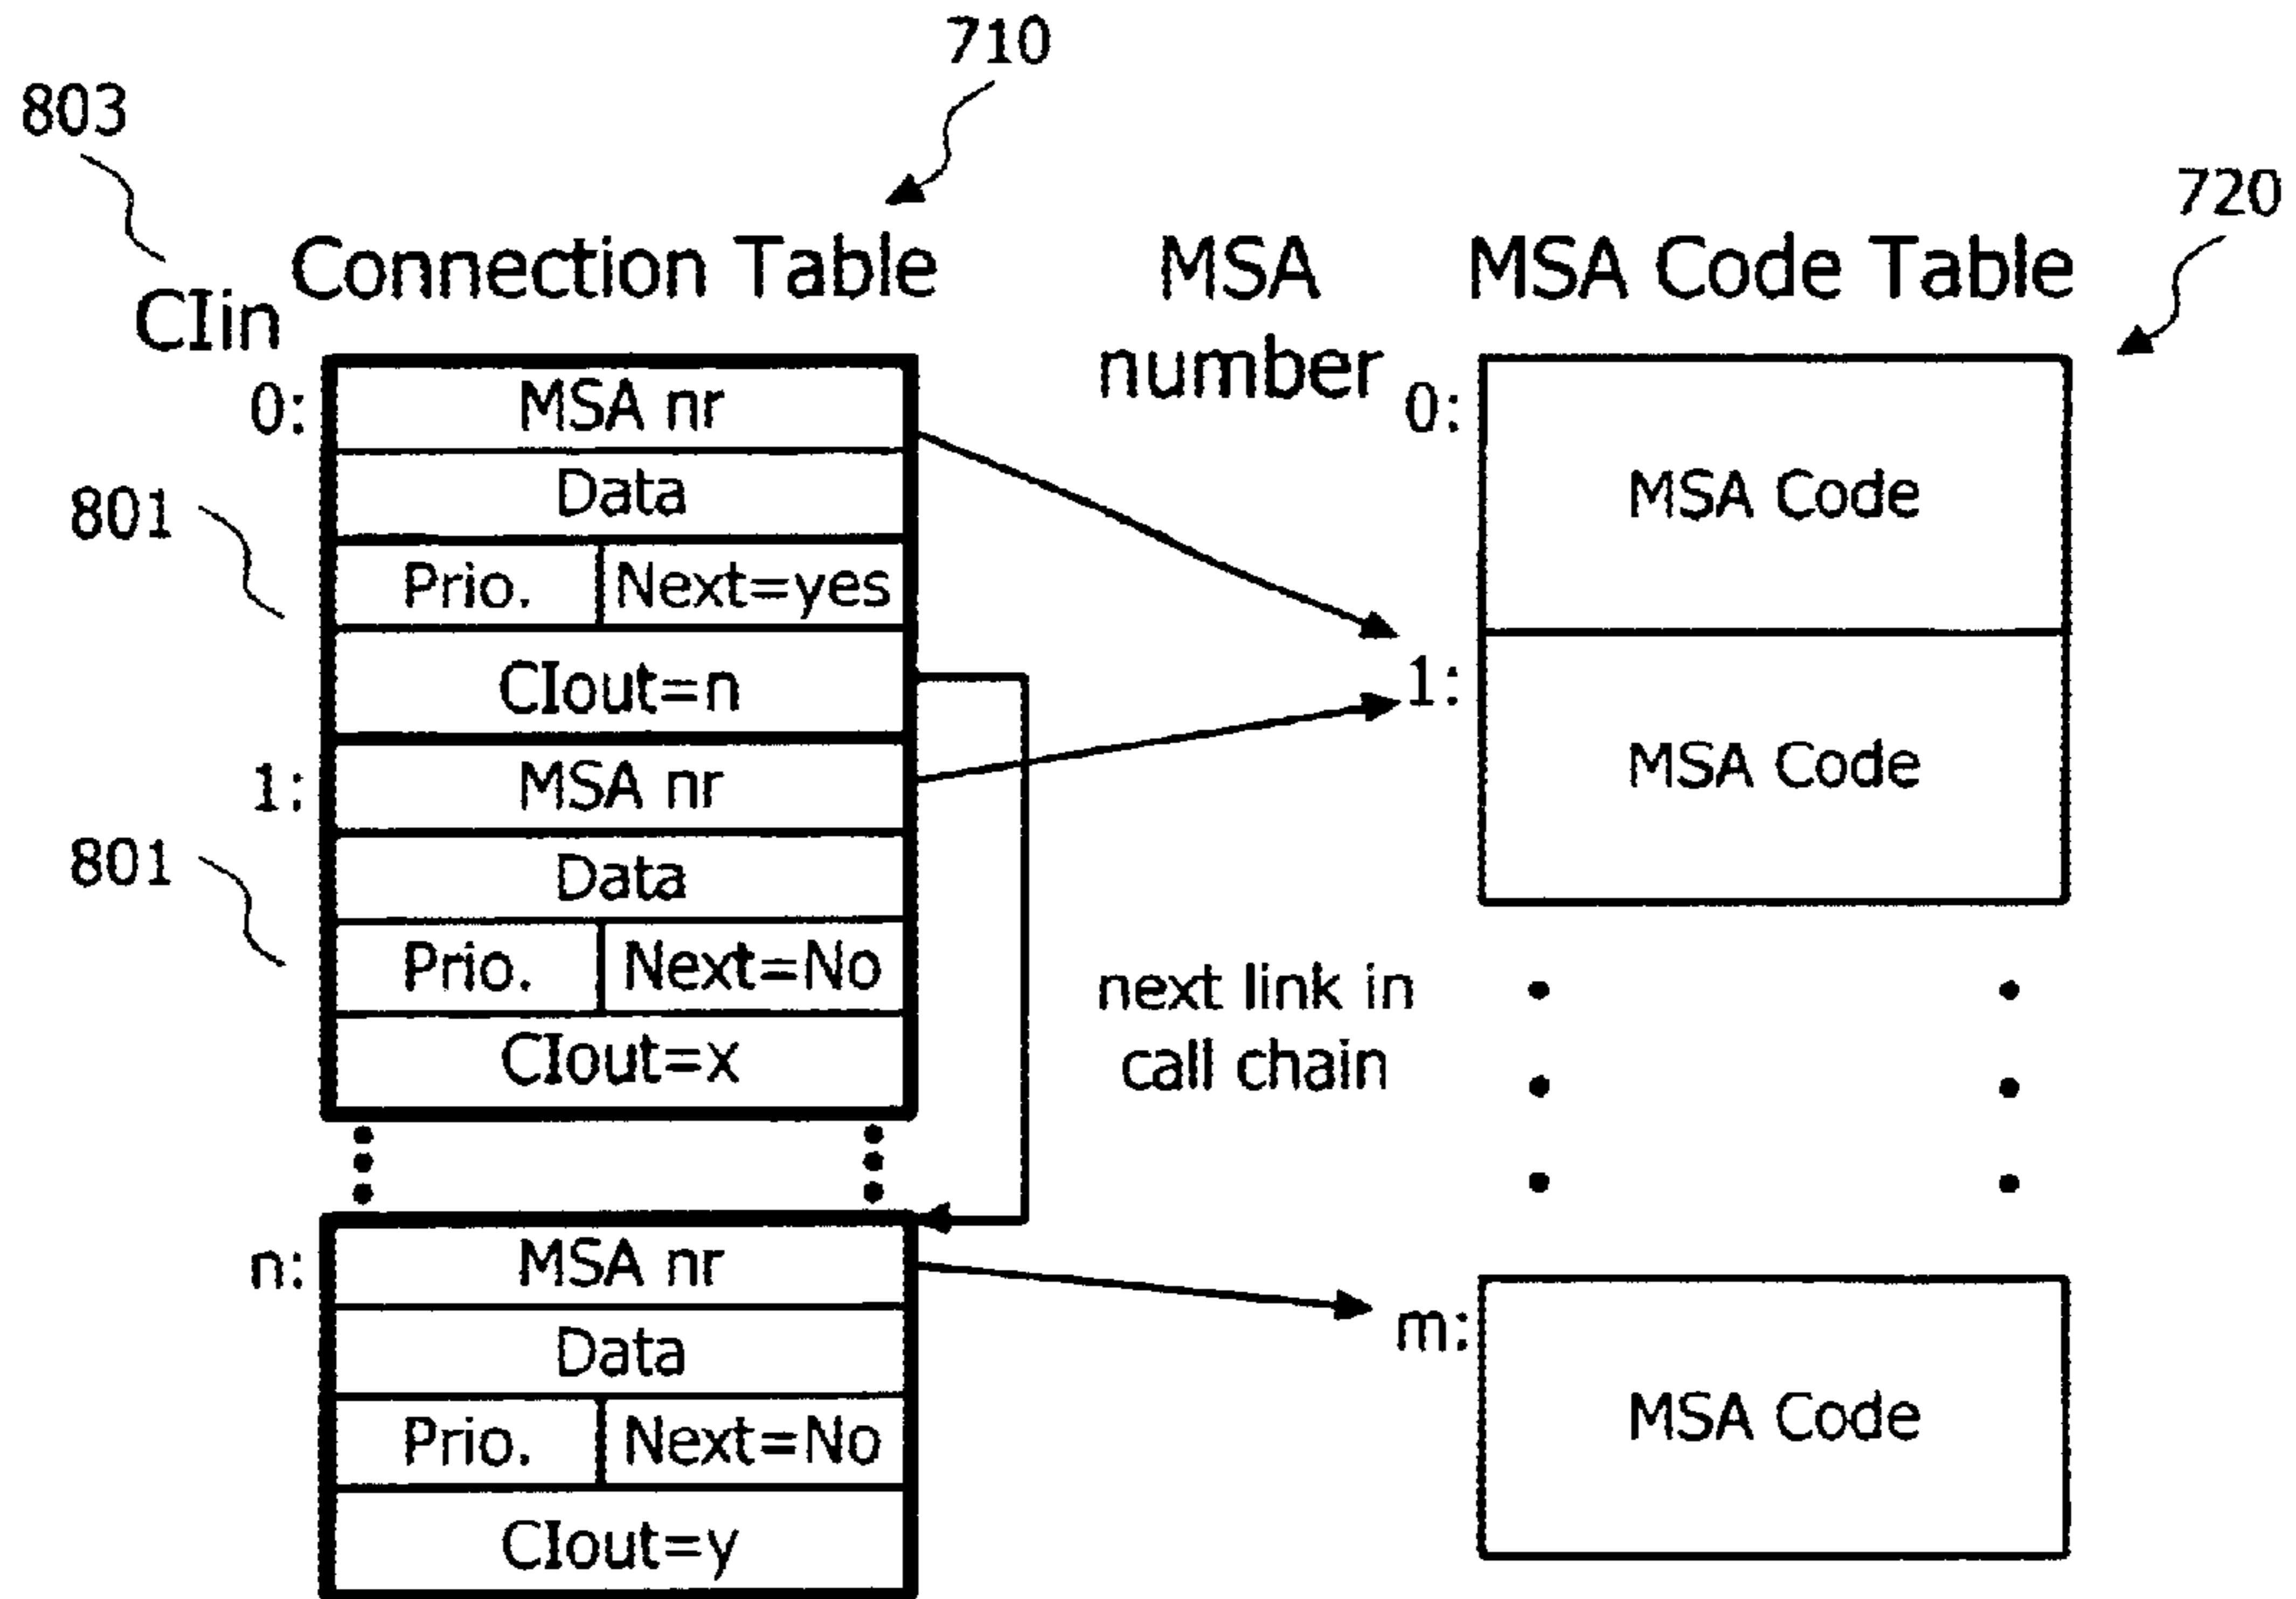 710
803
720
Connection Table
MSA
number
MSA Code Table
CIin
0:
MSA nr
Data
801
Prio.
Next=yes
CIout=n
1:
MSA nr
Data
801
Prio.
Next=No
CIout=x
n:
MSA nr
Data
Prio.
Next=No
CIout=y
next link in
call chain
0:
MSA Code
1:
MSA Code
m:
MSA Code